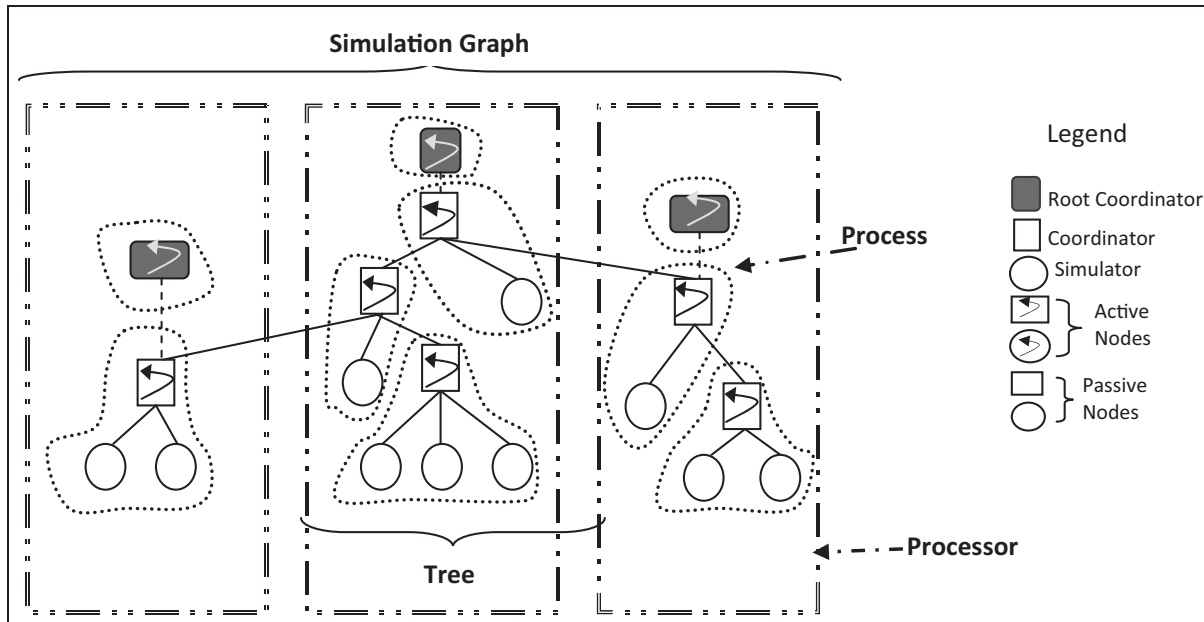 Simulation Graph
Legend
Root Coordinator
Coordinator
Simulator
Active
Nodes
Passive
Nodes
Process
Processor
Tree